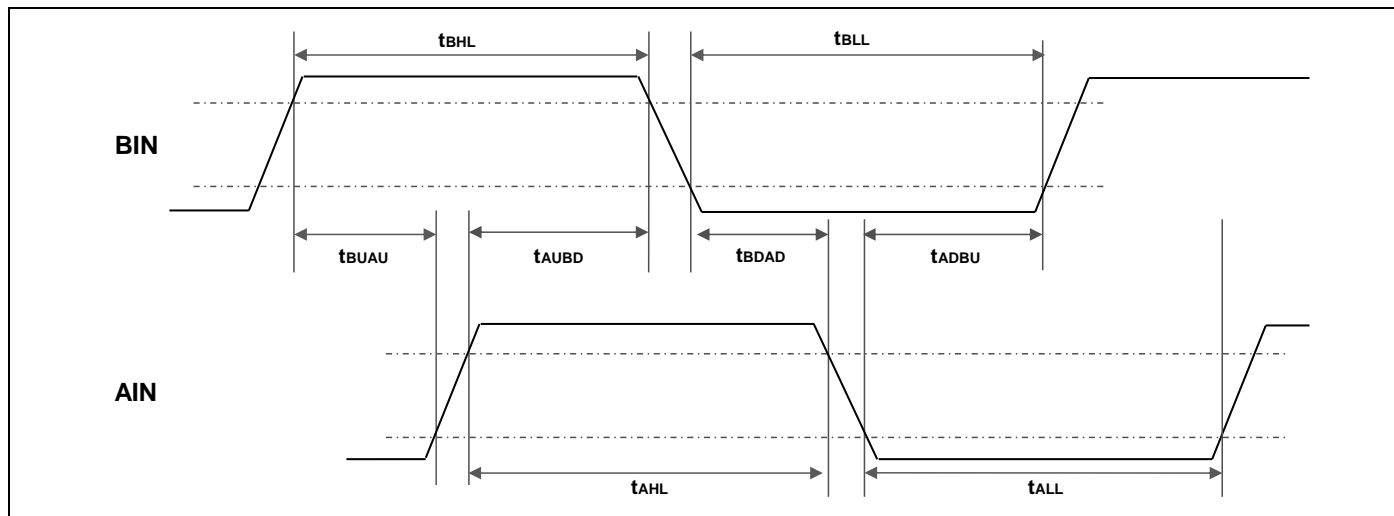 tBHL
tBLL
BIN
tBUAU
tAUBD
tBDAD
tADBU
AIN
tAHL
tALL